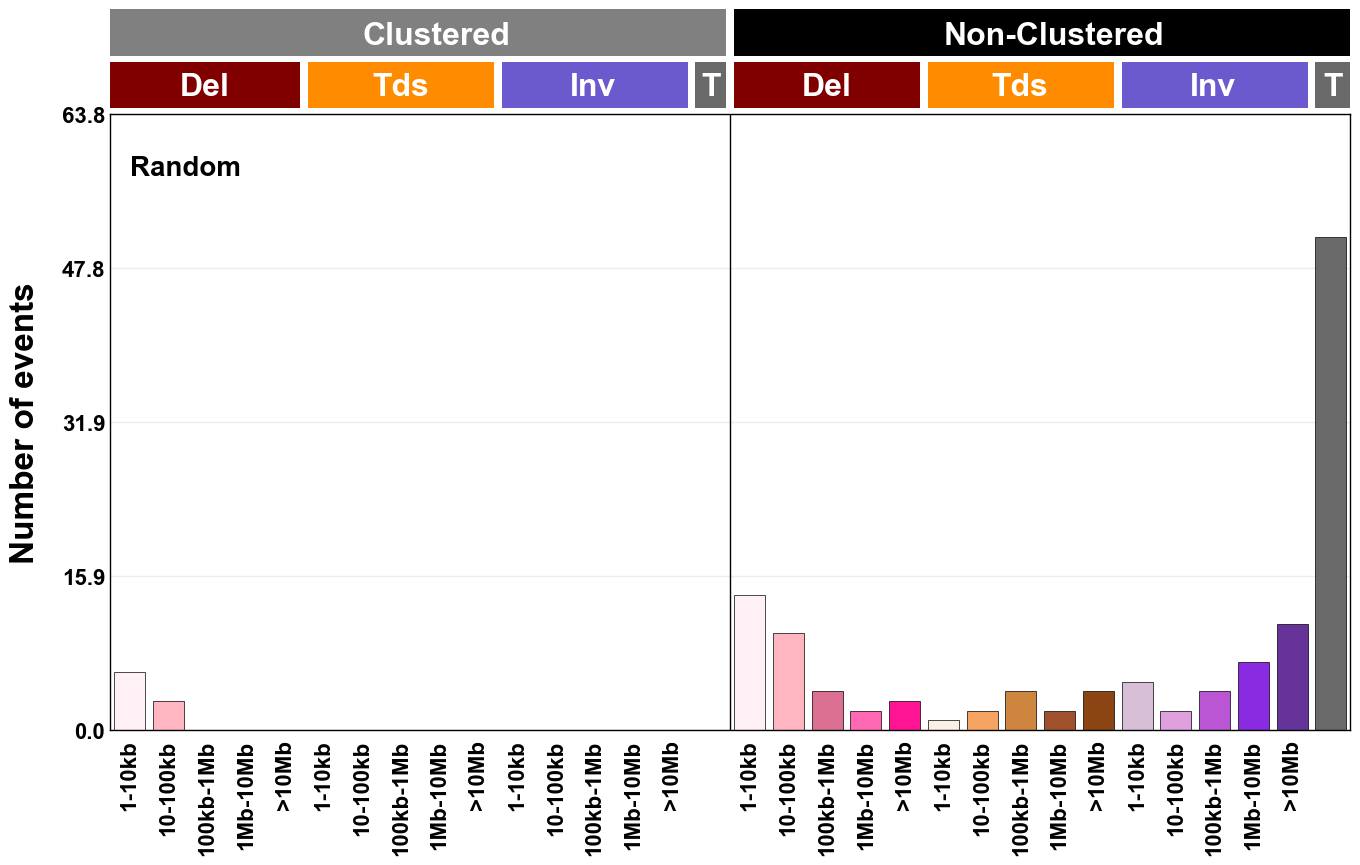 Clustered Non-Clustered
Del Tds Inv T Del Tds Inv T
63.8
Random
47.8
31.9
15.9
0.0
Number of events
1-10kb 10-100kb 100kb-1Mb 1Mb-10Mb >10Mb 1-10kb 10-100kb 100kb-1Mb 1Mb-10Mb >10Mb 1-10kb 10-100kb 100kb-1Mb 1Mb-10Mb >10Mb 1-10kb 10-100kb 100kb-1Mb 1Mb-10Mb >10Mb 1-10kb 10-100kb 100kb-1Mb 1Mb-10Mb >10Mb 1-10kb 10-100kb 100kb-1Mb 1Mb-10Mb >10Mb